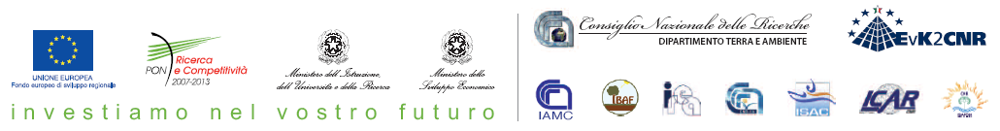 UNIONE EUROPEA
Fondo europeo di sviluppo regionale
PON Ricerca
e Competitività
2007-2013
Ministero dell'Istruzione,
dell'Università e della Ricerca
Ministero dello
Sviluppo Economico
investiamo nel vostro futuro
Consiglio Nazionale delle Ricerche
DIPARTIMENTO TERRA E AMBIENTE
EvK2CNR
IAMC
IBAF
irsa
ISAC
ICAR